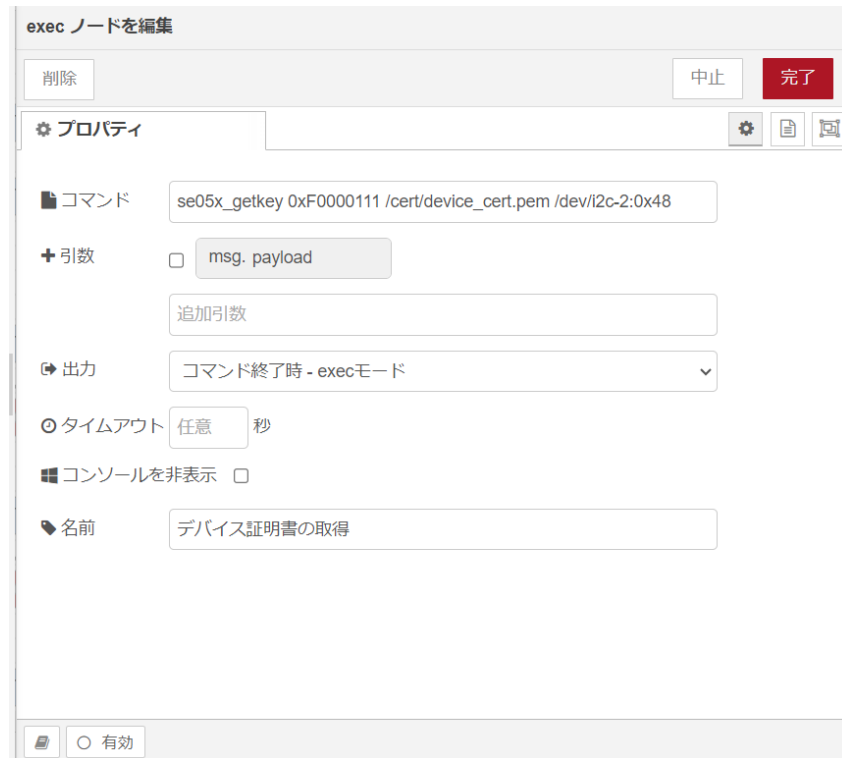 exec ノードを編集
削除
中止
完了
プロパティ
コマンド
se05x_getkey 0xF0000111 /cert/device_cert.pem /dev/i2c-2:0x48
引数
msg. payload
追加引数
出力
コマンド終了時 - execモード
タイムアウト
任意
秒
コンソールを非表示
名前
デバイス証明書の取得
有効